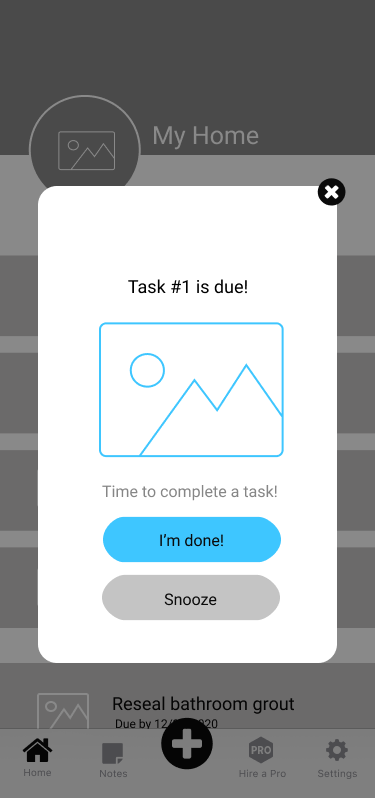 My Home
Task #1 is due!
Time to complete a task!
I'm done!
Snooze
Reseal bathroom grout
Due by 12/ 020
PRO
Home
Notes
Hire a Pro
Settings